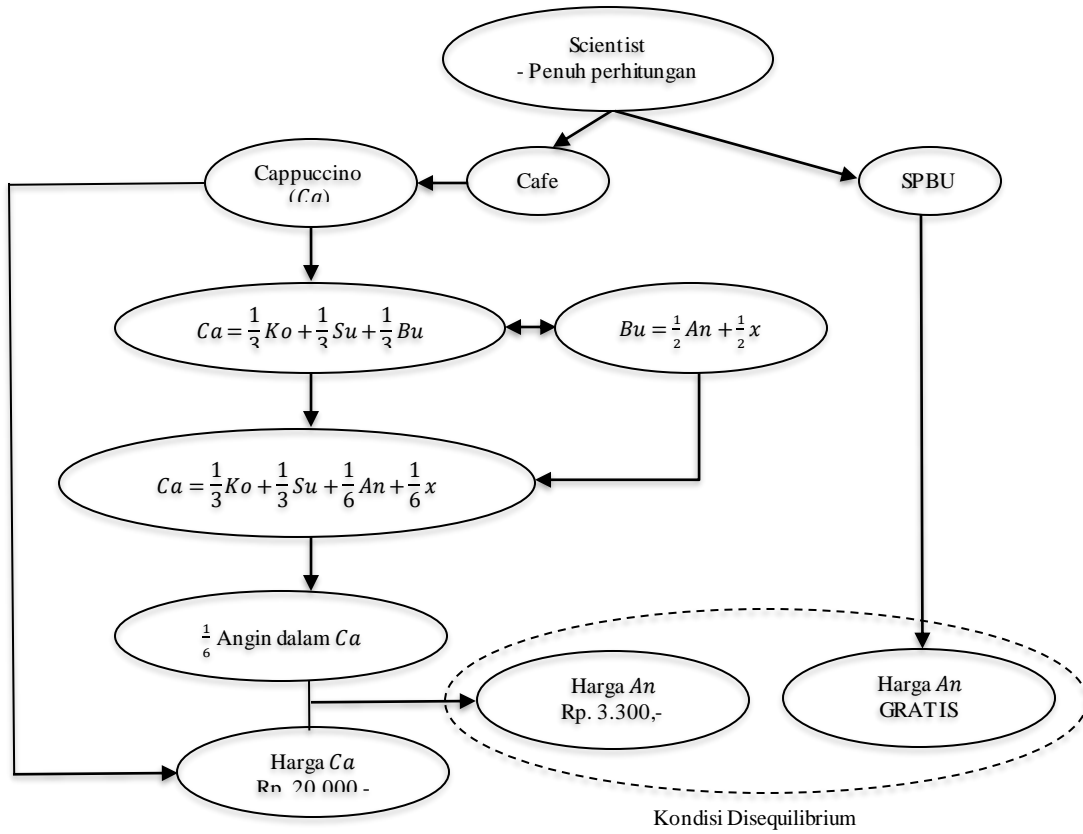 Scientist
- Penuh perhitungan
Cappuccino
(Ca)
Cafe
SPBU
Ca = 1/3 Ko + 1/3 Su + 1/3 Bu
Bu = 1/2 An + 1/2 x
Ca = 1/3 Ko + 1/3 Su + 1/6 An + 1/6 x
1/6 Angin dalam Ca
Harga An
Rp. 3.300,-
Harga An
GRATIS
Harga Ca
Rp. 20.000,-
Kondisi Disequilibrium